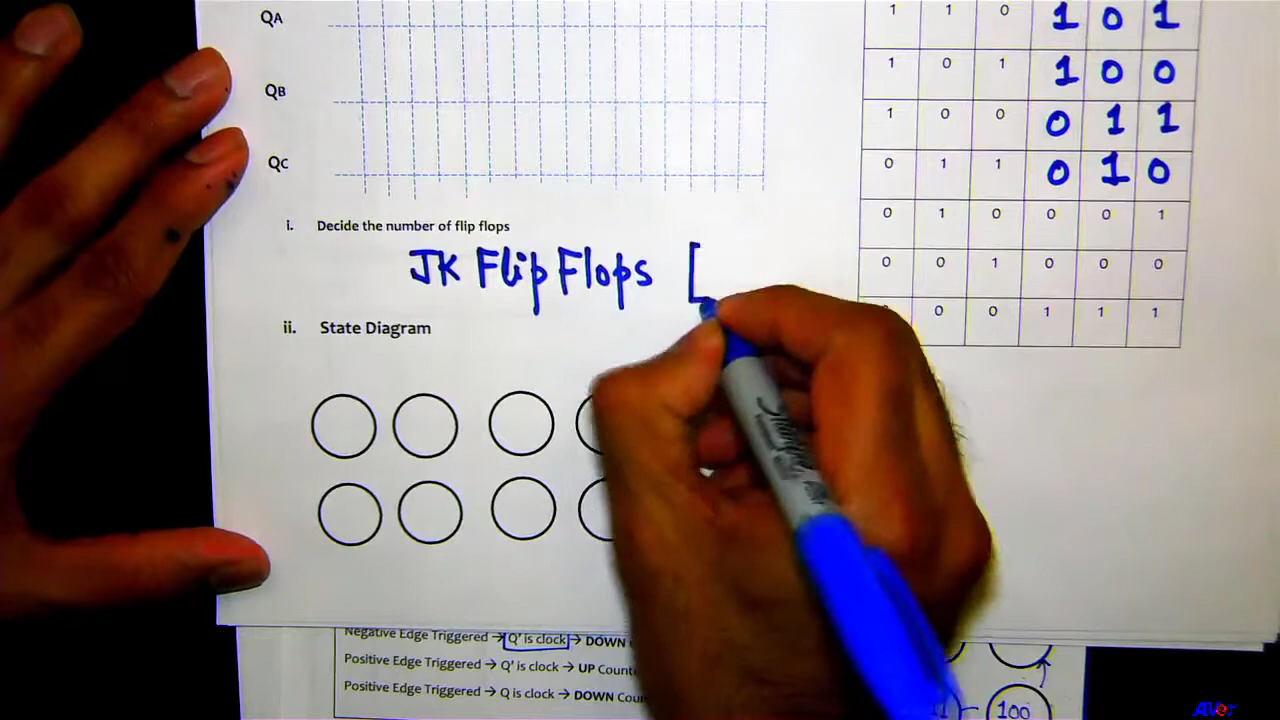 QA
QB
QC
1 1 0 1 0 1
1 0 1 1 0 0
1 0 0 0 1 1
0 1 1 0 1 0
0 1 0 0 0 1
0 0 1 0 0 0
0 0 1 1 1
i. Decide the number of flip flops
JK Flip Flops [
ii. State Diagram
Negative Edge Triggered → Q' is clock → DOWN
Positive Edge Triggered → Q' is clock → UP
Positive Edge Triggered → Q is clock → DOWN
100
AVer